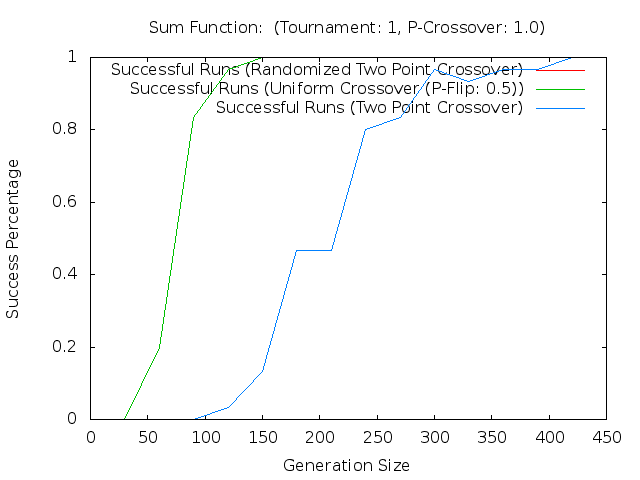 Sum Function:  (Tournament: 1, P-Crossover: 1.0)
Successful Runs (Randomized Two Point Crossover)
Successful Runs (Uniform Crossover (P-Flip: 0.5))
Successful Runs (Two Point Crossover)
1
0.8
0.6
0.4
0.2
0
Success Percentage
0 50 100 150 200 250 300 350 400 450
Generation Size